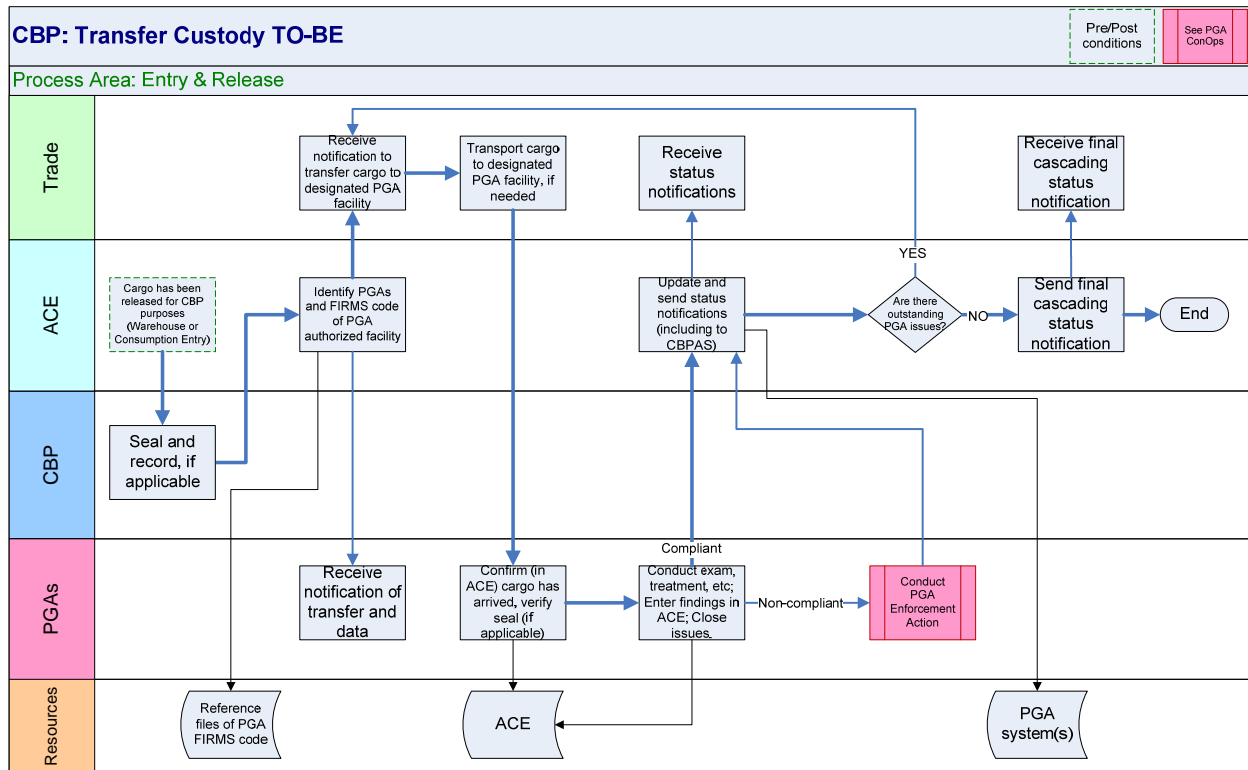 CBP: Transfer Custody TO-BE
Pre/Post
conditions
See PGA
ConOps
Process Area: Entry & Release
Trade
Receive
notification to
transfer cargo to
designated PGA
facility
Transport cargo
to designated
PGA facility, if
needed
Receive
status
notifications
Receive final
cascading
status
notification
ACE
Cargo has been
released for CBP
purposes
(Warehouse or
Consumption Entry)
Identify PGAs
and FIRMS code
of PGA
authorized facility
Update and
send status
notifications
(including to
CBPAS)
YES
Are there
outstanding
PGA issues?
NO
Send final
cascading
status
notification
End
CBP
Seal and
record, if
applicable
PGAs
Receive
notification of
transfer and
data
Confirm (in
ACE) cargo has
arrived, verify
seal (if
applicable)
Compliant
Conduct exam,
treatment, etc;
Enter findings in
ACE; Close
issues.
Non-compliant
Conduct
PGA
Enforcement
Action
Resources
Reference
files of PGA
FIRMS code
ACE
PGA
system(s)